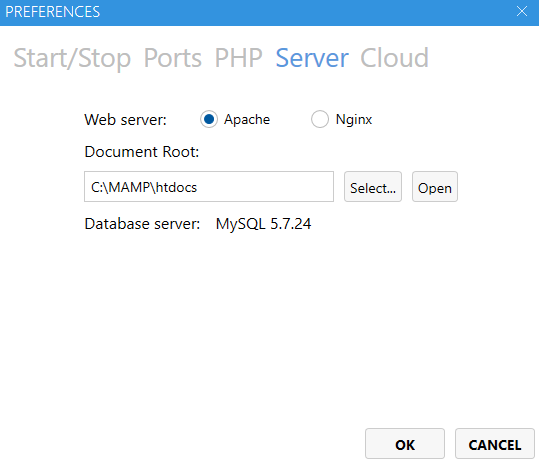 PREFERENCES
Start/Stop Ports PHP Server Cloud
Web server: Apache Nginx
Document Root:
C:\MAMP\htdocs Select... Open
Database server: MySQL 5.7.24
OK CANCEL